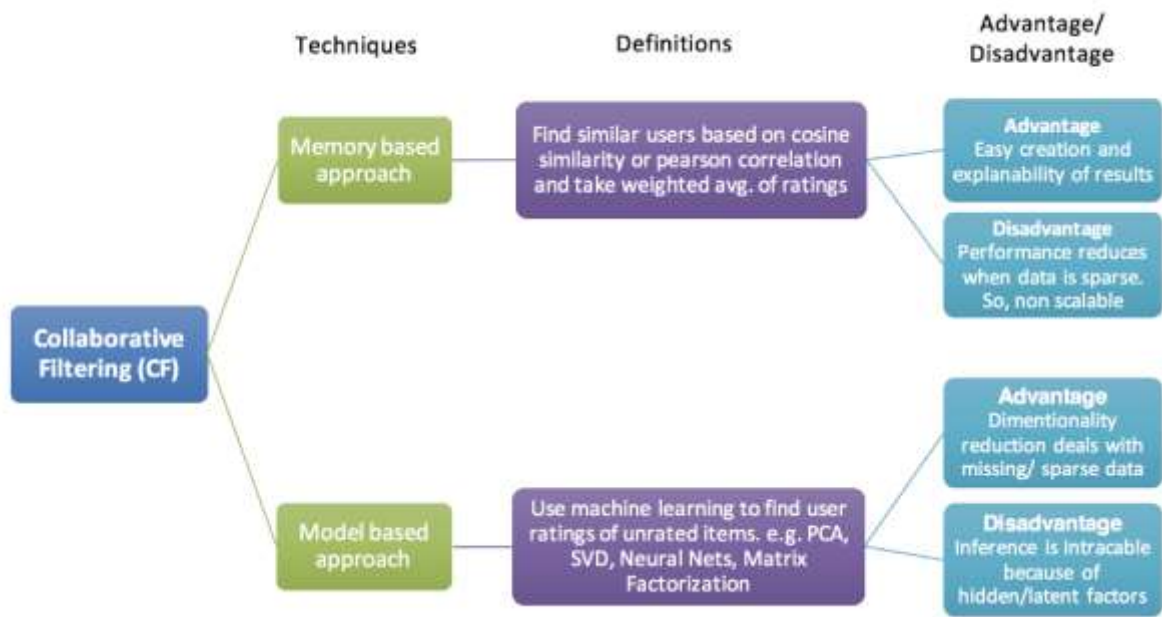 Techniques
Definitions
Advantage/
Disadvantage
Collaborative
Filtering (CF)
Memory based
approach
Find similar users based on cosine
similarity or pearson correlation
and take weighted avg. of ratings
Advantage
Easy creation and
explanability of results
Disadvantage
Performance reduces
when data is sparse.
So, non scalable
Model based
approach
Use machine learning to find user
ratings of unrated items. e.g. PCA,
SVD, Neural Nets, Matrix
Factorization
Advantage
Dimentionality
reduction deals with
missing/ sparse data
Disadvantage
Inference is intracable
because of
hidden/latent factors